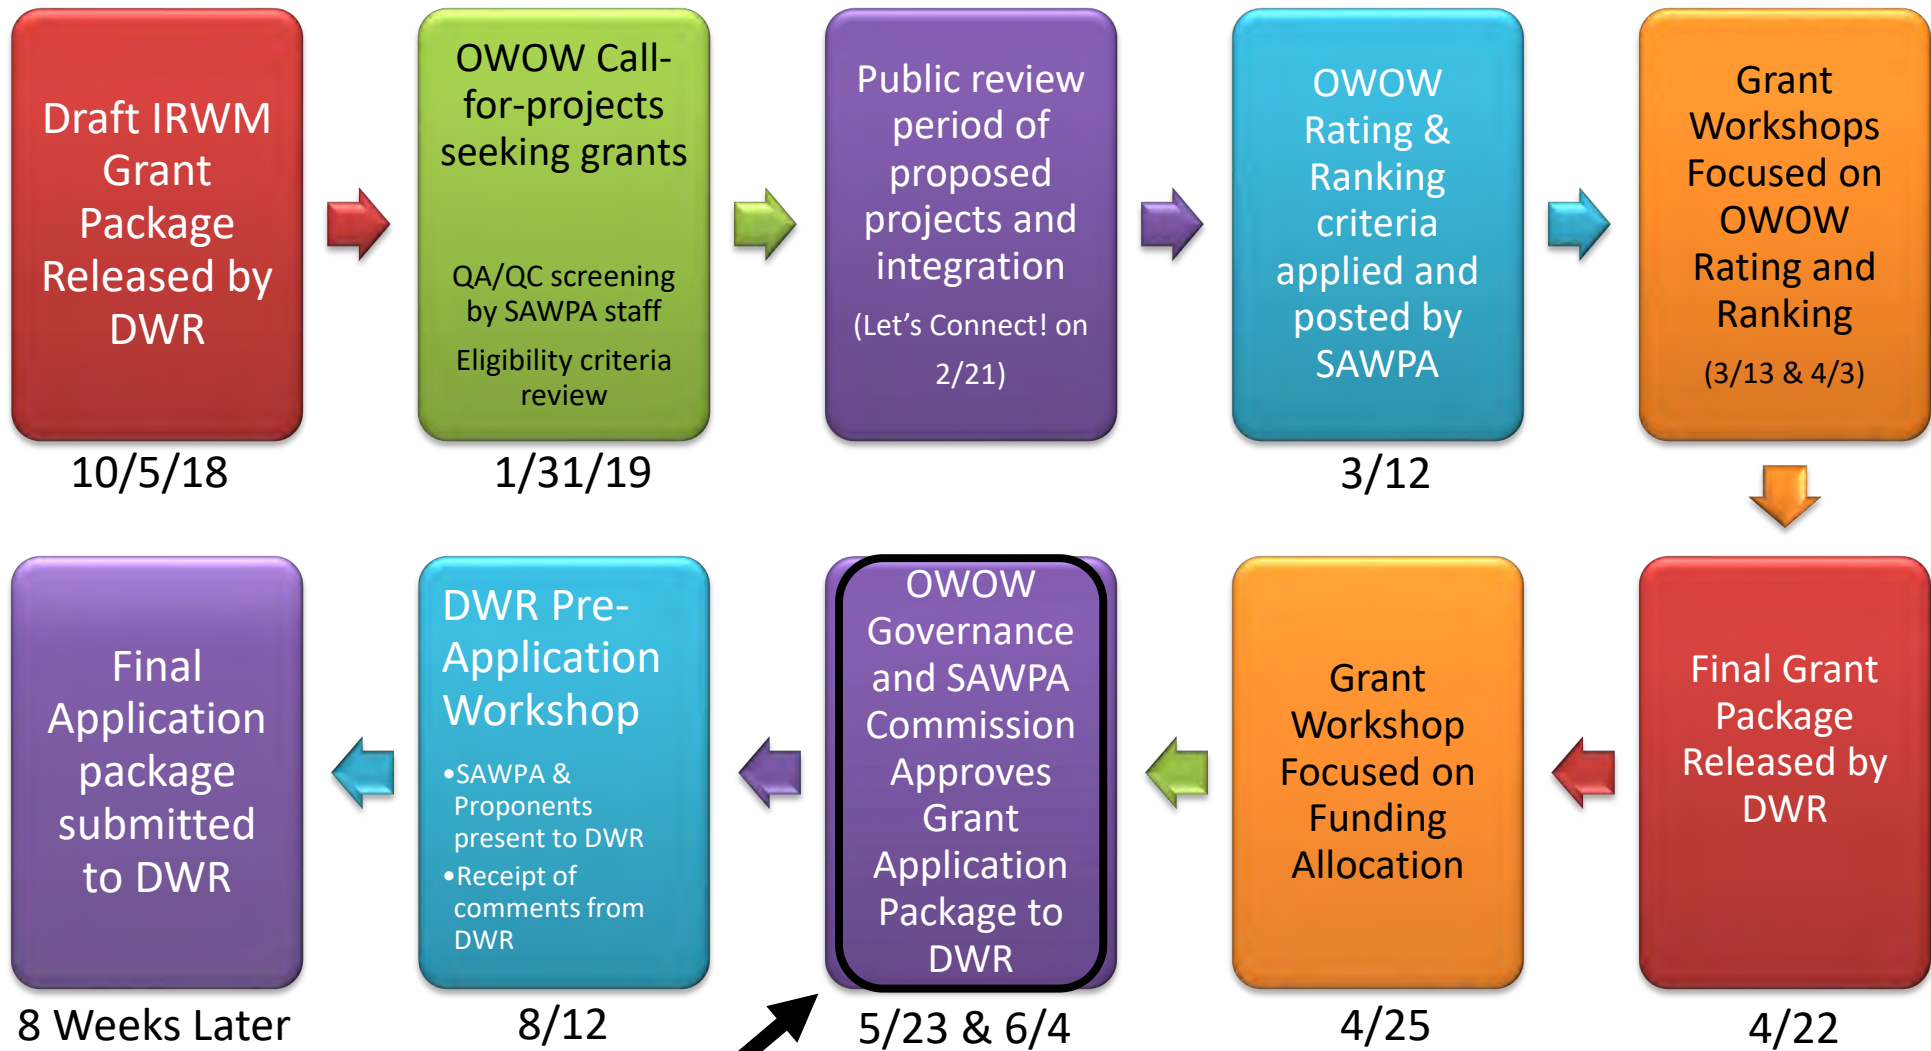 Draft IRWM
Grant
Package
Released by
DWR
10/5/18
OWOW Call-
for-projects
seeking grants
QA/QC screening
by SAWPA staff
Eligibility criteria
review
1/31/19
Public review
period of
proposed
projects and
integration
(Let’s Connect! on
2/21)
OWOW
Rating &
Ranking
criteria
applied and
posted by
SAWPA
3/12
Grant
Workshops
Focused on
OWOW
Rating and
Ranking
(3/13 & 4/3)
Final Grant
Package
Released by
DWR
4/22
Grant
Workshop
Focused on
Funding
Allocation
4/25
OWOW
Governance
and SAWPA
Commission
Approves
Grant
Application
Package to
DWR
5/23 & 6/4
DWR Pre-
Application
Workshop
•SAWPA &
Proponents
present to DWR
•Receipt of
comments from
DWR
8/12
Final
Application
package
submitted
to DWR
8 Weeks Later